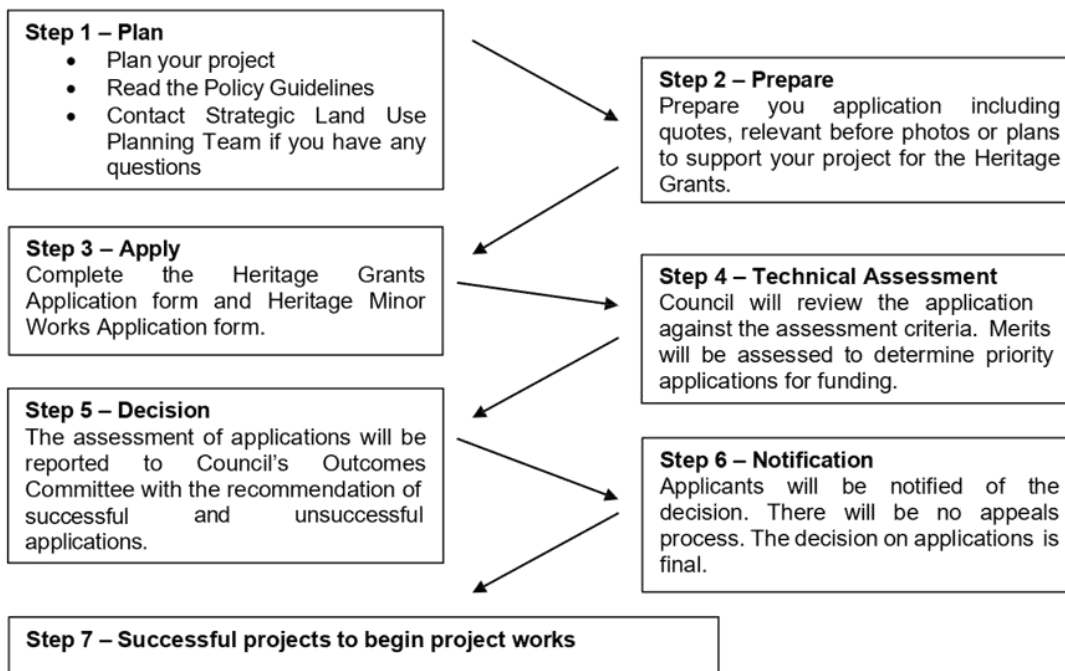 Step 1 – Plan
• Plan your project
• Read the Policy Guidelines
• Contact Strategic Land Use
Planning Team if you have any
questions
Step 2 – Prepare
Prepare you application including
quotes, relevant before photos or plans
to support your project for the Heritage
Grants.
Step 3 – Apply
Complete the Heritage Grants
Application form and Heritage Minor
Works Application form.
Step 4 – Technical Assessment
Council will review the application
against the assessment criteria. Merits
will be assessed to determine priority
applications for funding.
Step 5 – Decision
The assessment of applications will be
reported to Council’s Outcomes
Committee with the recommendation of
successful and unsuccessful
applications.
Step 6 – Notification
Applicants will be notified of the
decision. There will be no appeals
process. The decision on applications is
final.
Step 7 – Successful projects to begin project works